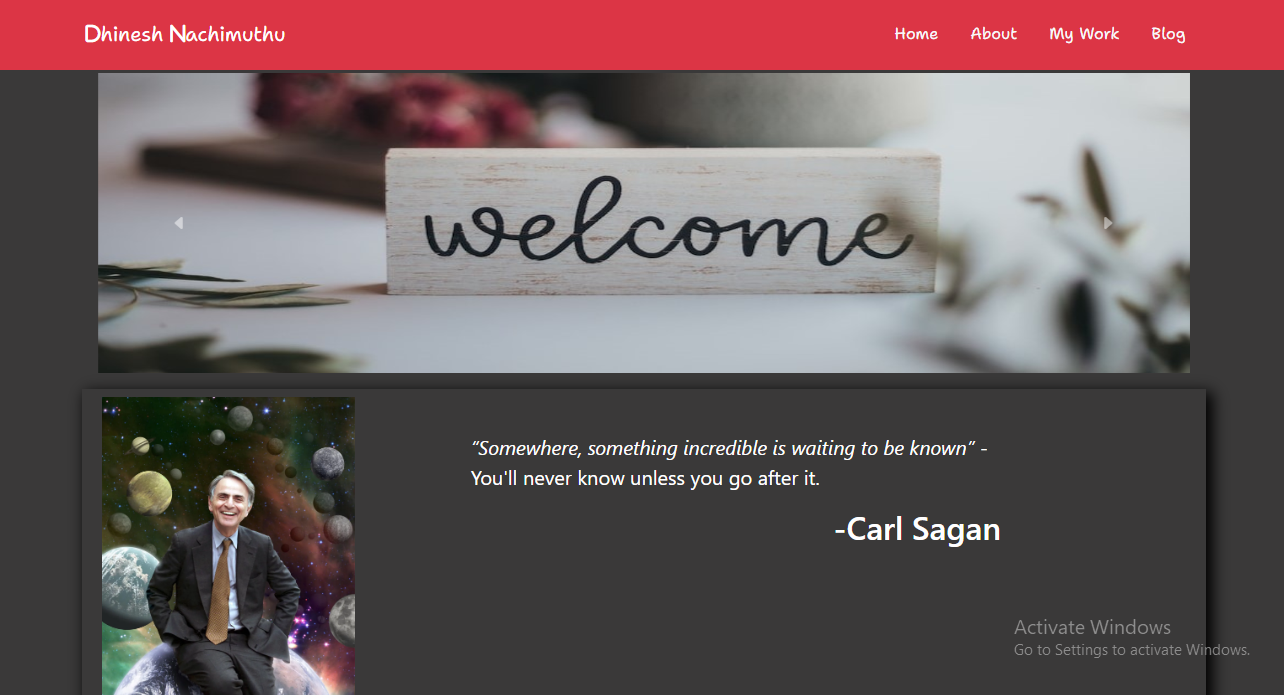 Dhinesh Nachimuthu
Home About My Work Blog
welcome
“Somewhere, something incredible is waiting to be known” -
You'll never know unless you go after it.
-Carl Sagan
Activate Windows
Go to Settings to activate Windows.